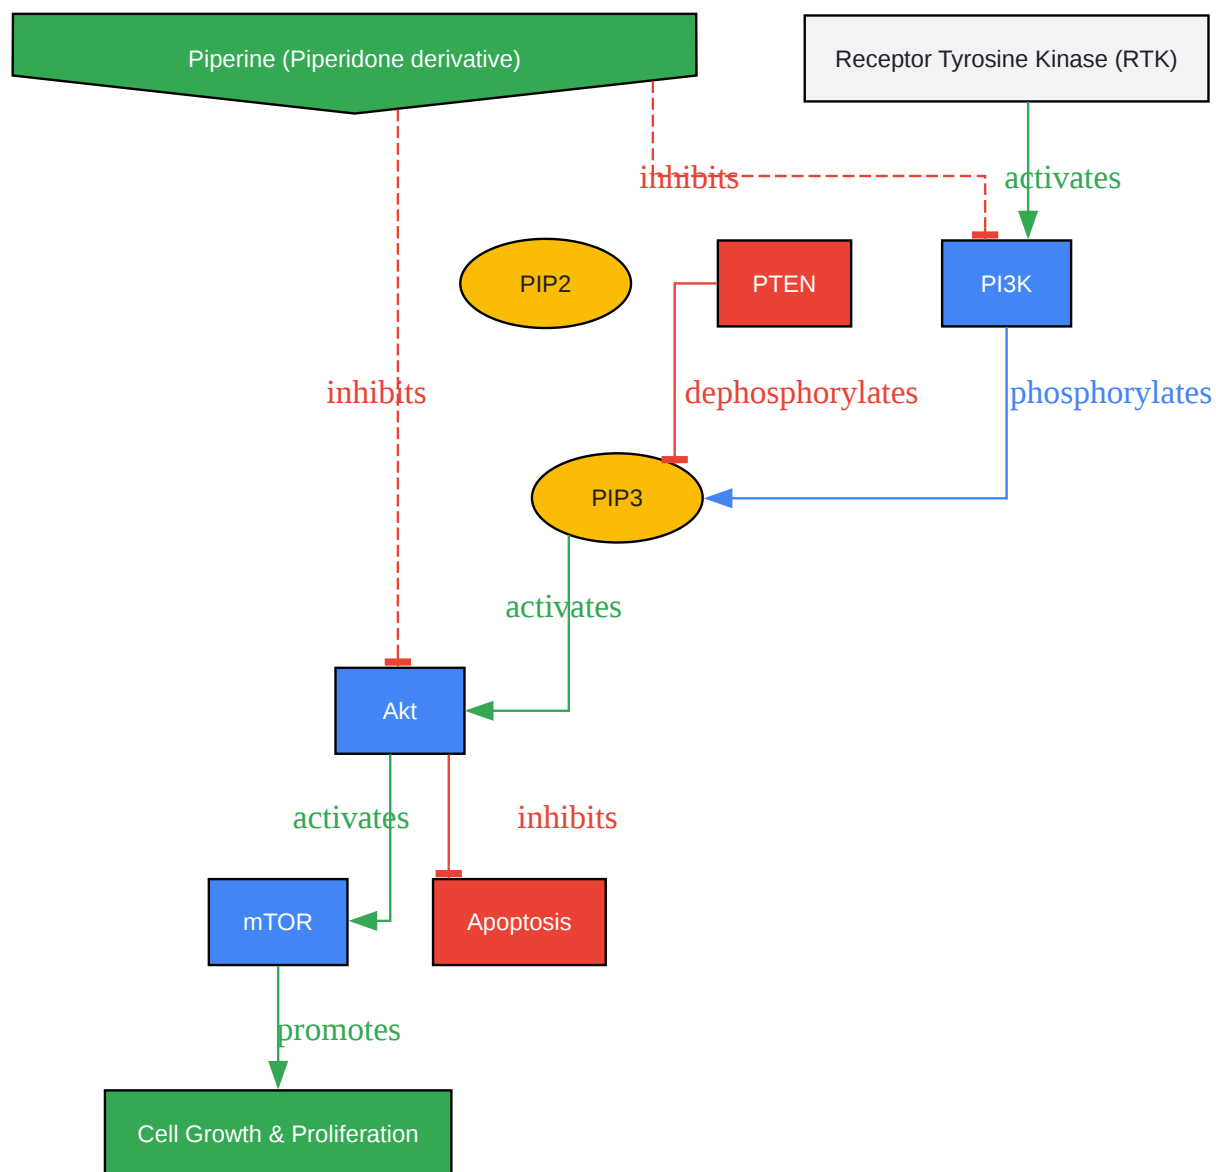 Piperine (Piperidone derivative)
Receptor Tyrosine Kinase (RTK)
inhibits
activates
PIP2
PTEN
PI3K
inhibits
dephosphorylates
phosphorylates
PIP3
activates
Akt
activates
inhibits
mTOR
Apoptosis
promotes
Cell Growth & Proliferation